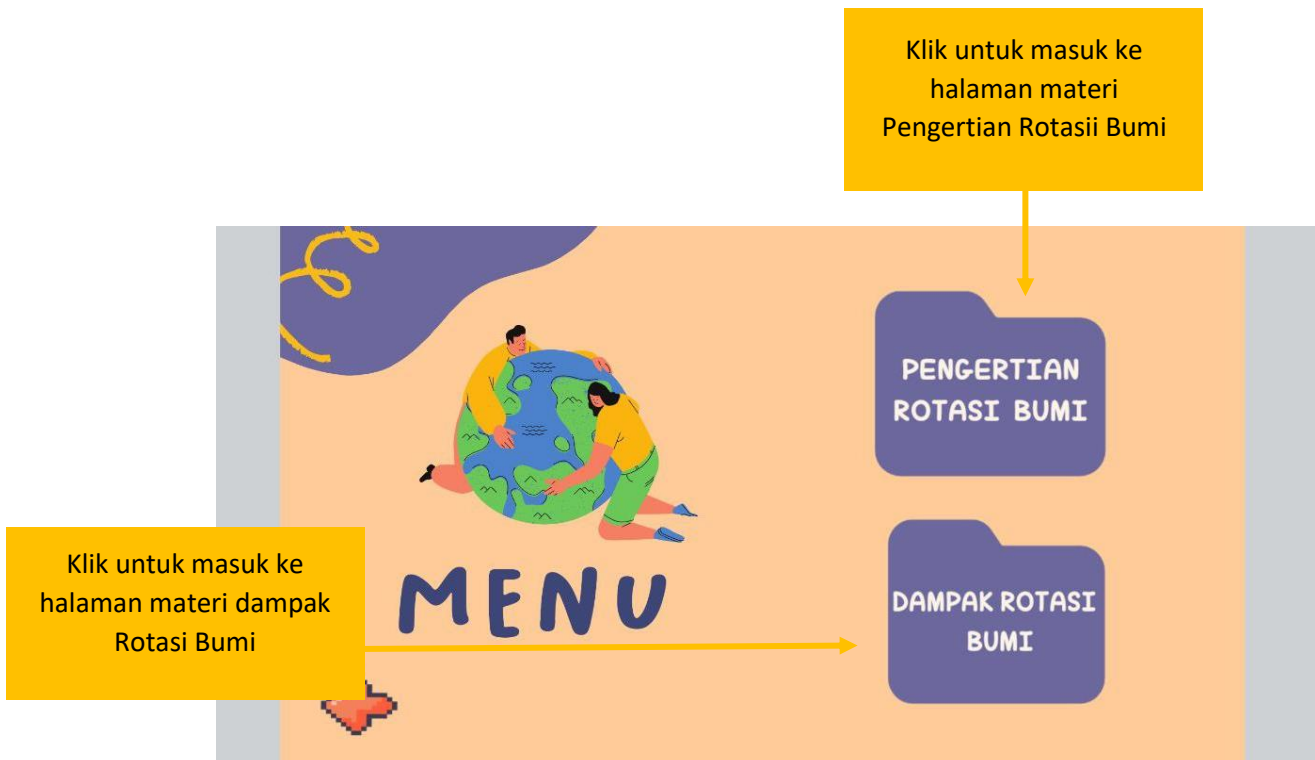 Klik untuk masuk ke
halaman materi
Pengertian Rotasii Bumi
PENGERTIAN
ROTASI BUMI
Klik untuk masuk ke
halaman materi dampak
Rotasi Bumi
MENU
DAMPAK ROTASI
BUMI